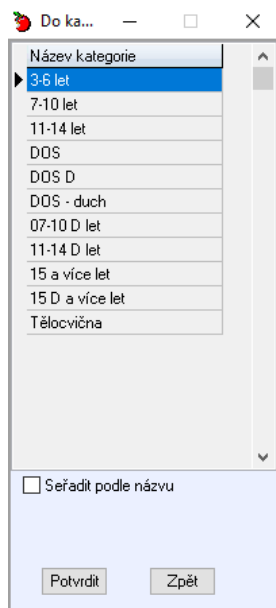 Do ka...
Název kategorie
3-6 let
7-10 let
11-14 let
DOS
DOS D
DOS - duch
07-10 D let
11-14 D let
15 a více let
15 D a více let
Tělocvična
Seřadit podle názvu
Potvrdit Zpět